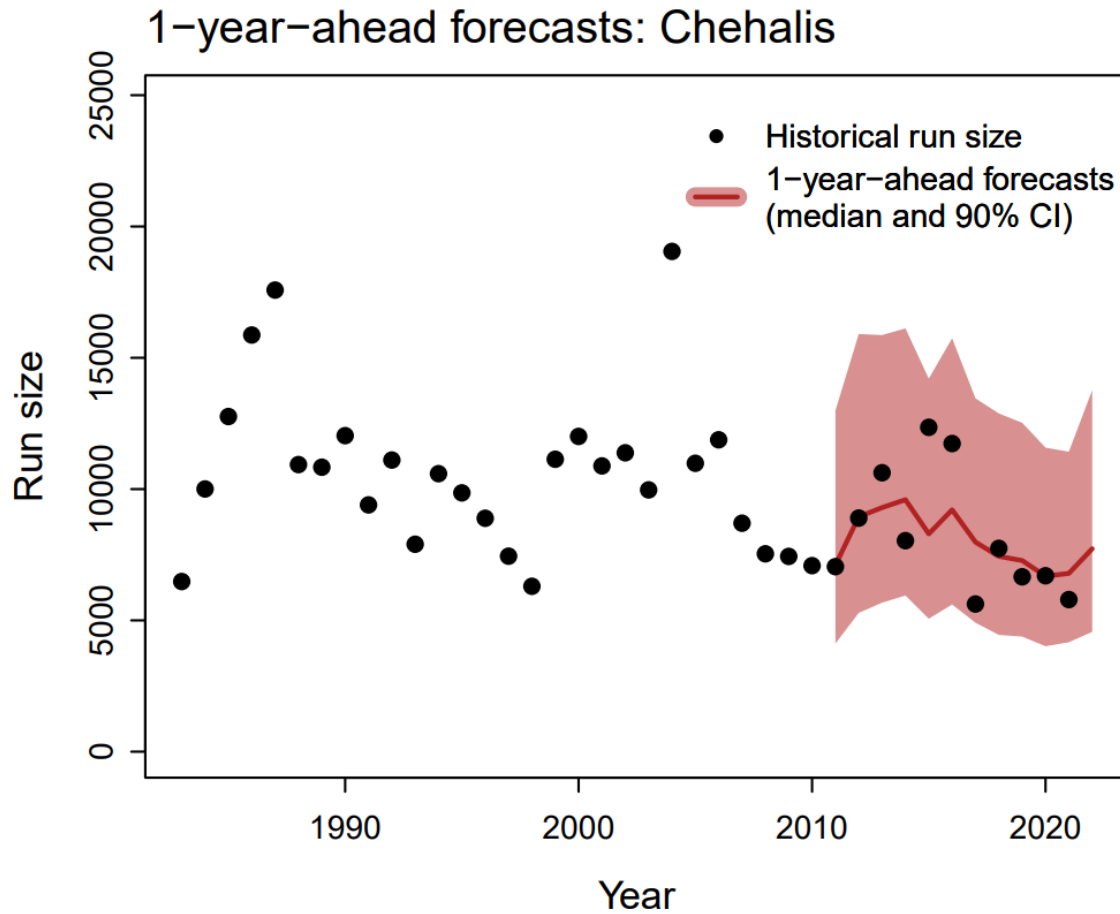 1−year−ahead forecasts: Chehalis
Historical run size
1−year−ahead forecasts
(median and 90% CI)
25000
20000
15000
10000
5000
0
Run size
1990
2000
2010
2020
Year